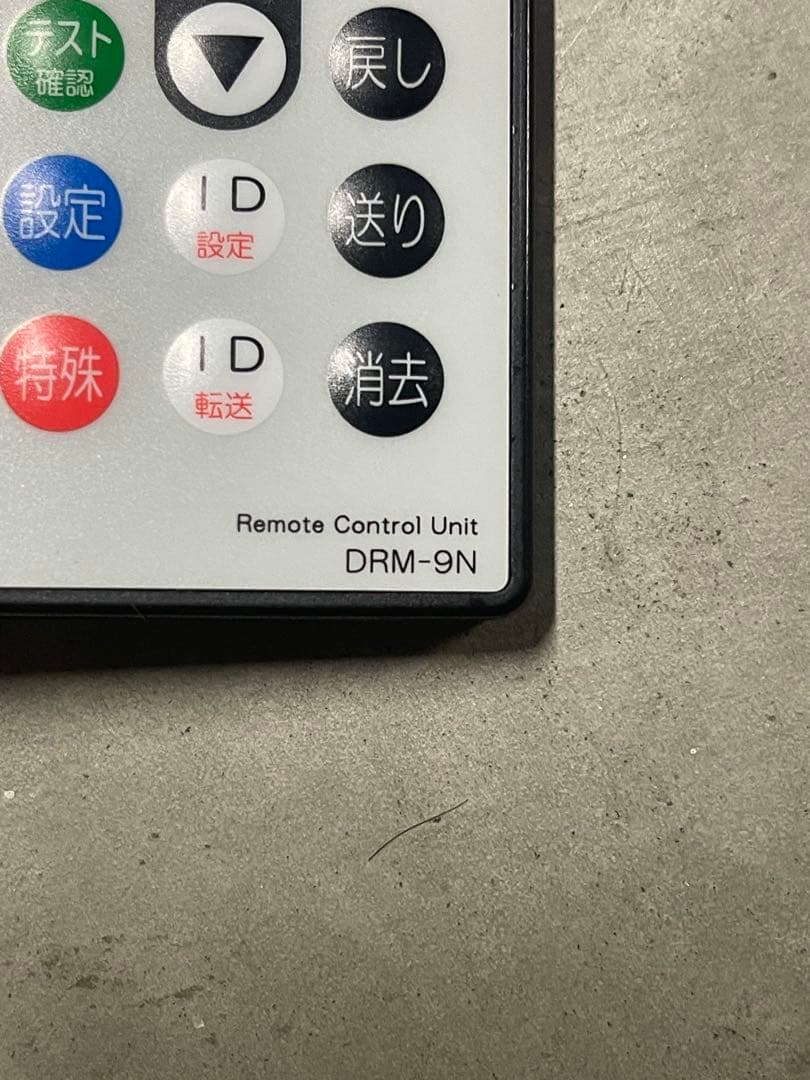 テスト
確認
戻し
設定
ID
設定
送り
特殊
ID
転送
消去
Remote Control Unit
DRM-9N